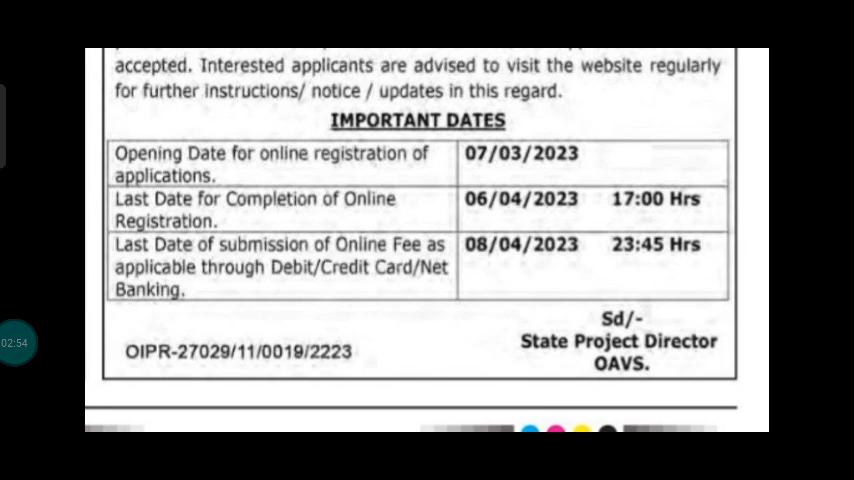 accepted. Interested applicants are advised to visit the website regularly
for further instructions/ notice / updates in this regard.
IMPORTANT DATES
Opening Date for online registration of applications.
07/03/2023
Last Date for Completion of Online Registration.
06/04/2023 17:00 Hrs
Last Date of submission of Online Fee as applicable through Debit/Credit Card/Net Banking.
08/04/2023 23:45 Hrs
Sd/-
State Project Director
OAVS.
OIPR-27029/11/0019/2223
02:54